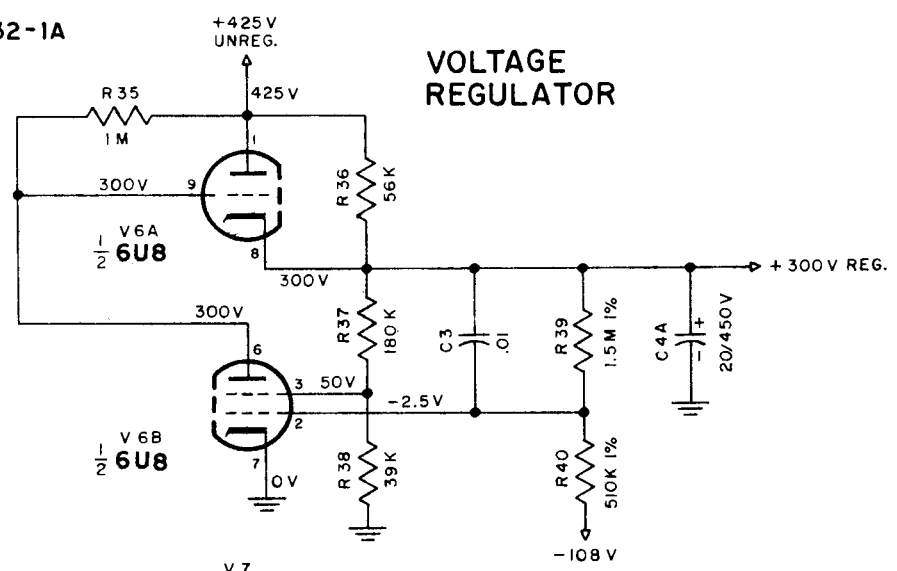 32-1A
+425V
UNREG.
VOLTAGE
REGULATOR
R35
1M
425V
1
R36
56K
300V
9
V6A
1/2 6U8
8
300V
+300V REG.
300V
R37
180K
C3
.01
R39
1.5M 1%
C4A
+
-
20/450V
6
3
50V
2
-2.5V
V6B
1/2 6U8
7
0V
R38
39K
R40
510K 1%
-108V
V7